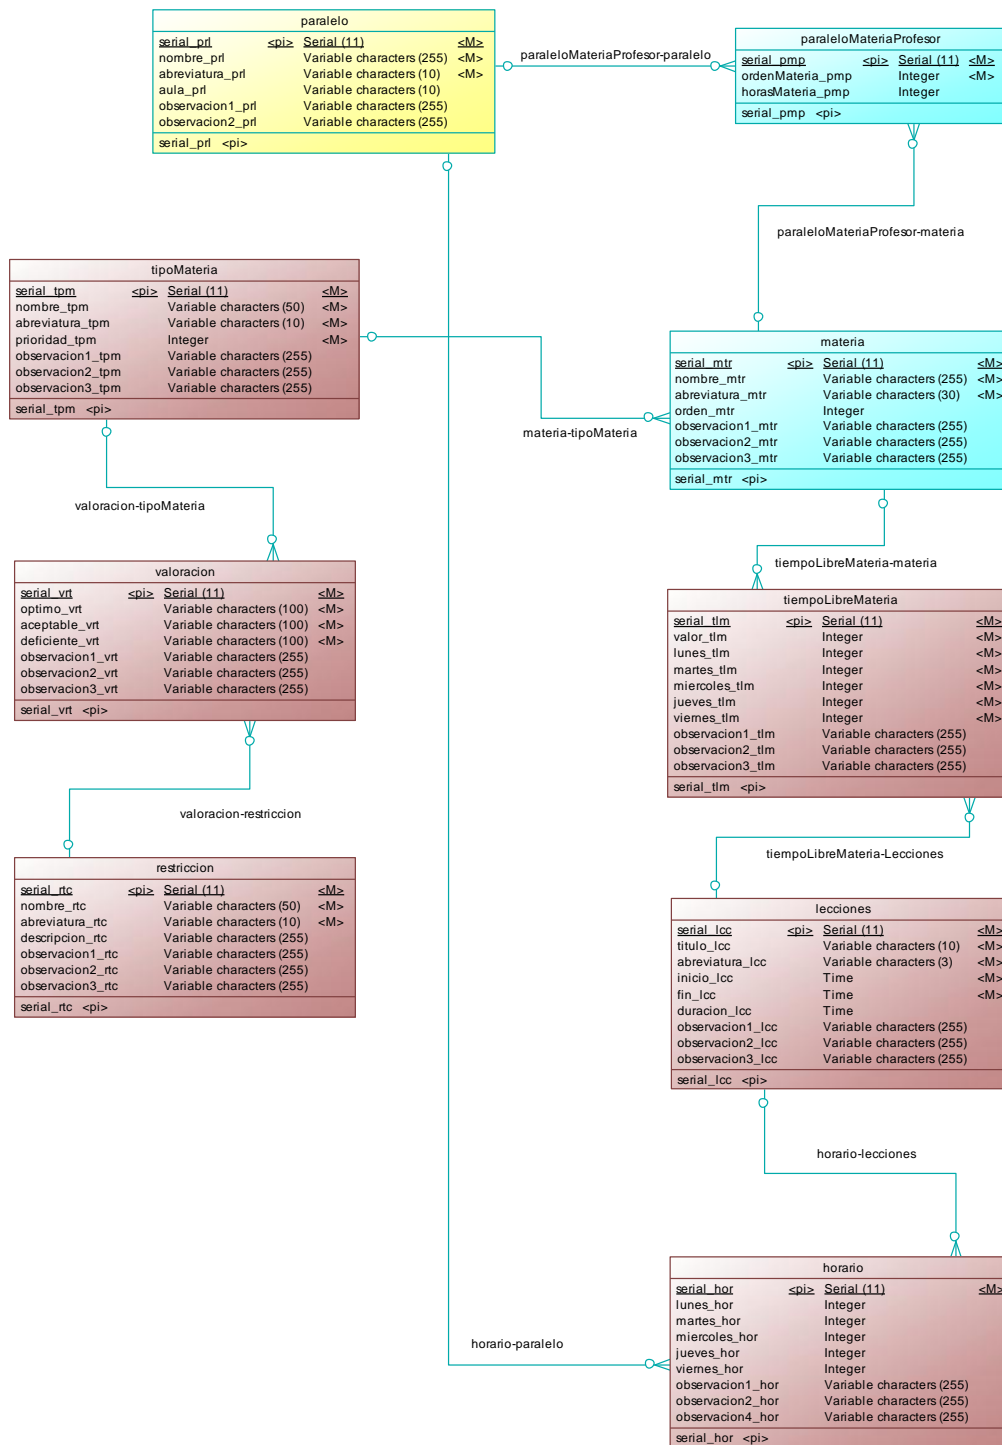 paralelo
serial_prl <pi> Serial (11) <M>
nombre_prl Variable characters (255) <M>
abreviatura_prl Variable characters (10) <M>
aula_prl Variable characters (10)
observacion1_prl Variable characters (255)
observacion2_prl Variable characters (255)
serial_prl <pi>
paraleloMateriaProfesor-paralelo
paraleloMateriaProfesor
serial_pmp <pi> Serial (11) <M>
ordenMateria_pmp Integer <M>
horasMateria_pmp Integer
serial_pmp <pi>
paraleloMateriaProfesor-materia
tipoMateria
serial_tpm <pi> Serial (11) <M>
nombre_tpm Variable characters (50) <M>
abreviatura_tpm Variable characters (10) <M>
prioridad_tpm Integer <M>
observacion1_tpm Variable characters (255)
observacion2_tpm Variable characters (255)
observacion3_tpm Variable characters (255)
serial_tpm <pi>
materia
serial_mtr <pi> Serial (11) <M>
nombre_mtr Variable characters (255) <M>
abreviatura_mtr Variable characters (30) <M>
orden_mtr Integer
observacion1_mtr Variable characters (255)
observacion2_mtr Variable characters (255)
observacion3_mtr Variable characters (255)
serial_mtr <pi>
materia-tipoMateria
valoracion-tipoMateria
tiempoLibreMateria-materia
valoracion
serial_vrt <pi> Serial (11) <M>
optimo_vrt Variable characters (100) <M>
aceptable_vrt Variable characters (100) <M>
deficiente_vrt Variable characters (100) <M>
observacion1_vrt Variable characters (255)
observacion2_vrt Variable characters (255)
observacion3_vrt Variable characters (255)
serial_vrt <pi>
tiempoLibreMateria
serial_tlm <pi> Serial (11) <M>
valor_tlm Integer <M>
lunes_tlm Integer <M>
martes_tlm Integer <M>
miercoles_tlm Integer <M>
jueves_tlm Integer <M>
viernes_tlm Integer <M>
observacion1_tlm Variable characters (255)
observacion2_tlm Variable characters (255)
observacion3_tlm Variable characters (255)
serial_tlm <pi>
valoracion-restriccion
tiempoLibreMateria-Lecciones
restriccion
serial_rtc <pi> Serial (11) <M>
nombre_rtc Variable characters (50) <M>
abreviatura_rtc Variable characters (10) <M>
descripcion_rtc Variable characters (255)
observacion1_rtc Variable characters (255)
observacion2_rtc Variable characters (255)
observacion3_rtc Variable characters (255)
serial_rtc <pi>
lecciones
serial_lcc <pi> Serial (11) <M>
titulo_lcc Variable characters (10) <M>
abreviatura_lcc Variable characters (3) <M>
inicio_lcc Time <M>
fin_lcc Time <M>
duracion_lcc Time
observacion1_lcc Variable characters (255)
observacion2_lcc Variable characters (255)
observacion3_lcc Variable characters (255)
serial_lcc <pi>
horario-lecciones
horario
serial_hor <pi> Serial (11) <M>
lunes_hor Integer
martes_hor Integer
miercoles_hor Integer
jueves_hor Integer
viernes_hor Integer
observacion1_hor Variable characters (255)
observacion2_hor Variable characters (255)
observacion4_hor Variable characters (255)
serial_hor <pi>
horario-paralelo